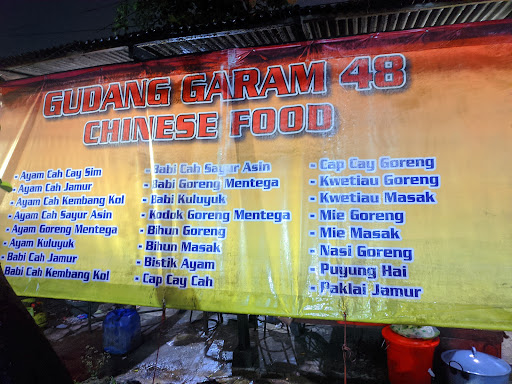 GUDANG GARAM 48
CHINESE FOOD
- Ayam Cah Cay Sim
- Ayam Cah Jamur
- Ayam Cah Kembang Kol
- Ayam Cah Sayur Asin
- Ayam Goreng Mentega
- Ayam Kuluyuk
- Babi Cah Jamur
Babi Cah Kembang Kol
- Babi Cah Sayur Asin
- Babi Goreng Mentega
- Babi Kuluyuk
- Kodok Goreng Mentega
- Bihun Goreng
- Bihun Masak
- Bistik Ayam
- Cap Cay Cah
- Cap Cay Goreng
- Kwetiau Goreng
- Kwetiau Masak
- Mie Goreng
- Mie Masak
- Nasi Goreng
- Puyung Hai
- Paklai Jamur